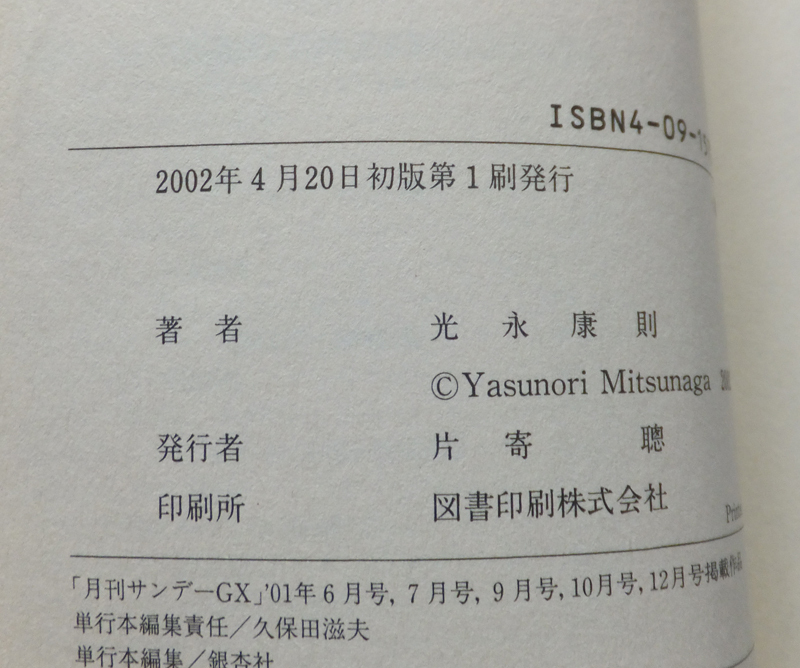 ISBN4-09-15
2002年4月20日初版第1刷発行
著 者 光 永 康 則
©Yasunori Mitsunaga
発行者 片 寄 聰
印刷所 図書印刷株式会社
「月刊サンデーGX」'01年6月号, 7月号, 9月号, 10月号, 12月号掲載作品
単行本編集責任／久保田滋夫
単行本編集／銀杏社